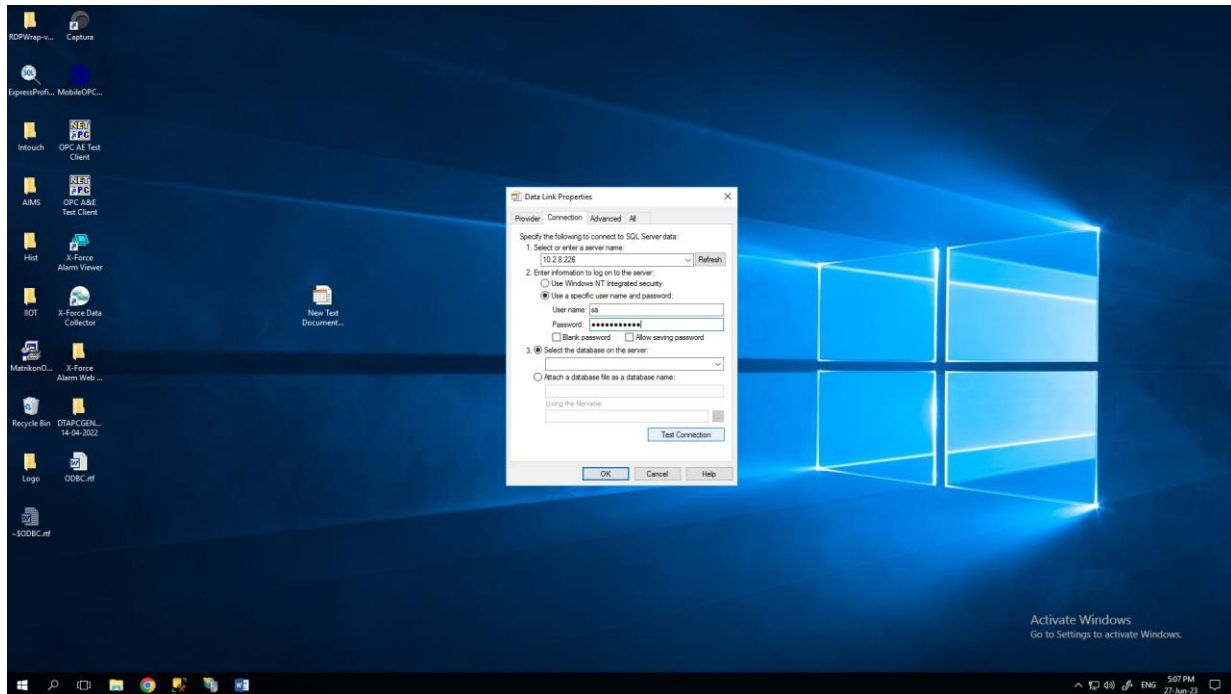 RDPWrap-v...
Captura
ExpressProfi...
MobileOPC...
Intouch
OPC AE Test
Client
AIMS
OPC A&E
Test Client
Hist
X-Force
Alarm Viewer
IIOT
X-Force Data
Collector
MatrikonO...
X-Force
Alarm Web ...
Recycle Bin
DTAPCGEN...
14-04-2022
Logo
ODBC.rtf
~$ODBC.rtf
New Text
Document...
Data Link Properties
Provider Connection Advanced All
Specify the following to connect to SQL Server data:
1. Select or enter a server name:
10.2.8.226
Refresh
2. Enter information to log on to the server:
Use Windows NT Integrated security
Use a specific user name and password:
User name: sa
Password: •••••••••••
Blank password
Allow saving password
3. Select the database on the server:
Attach a database file as a database name:
Using the filename:
...
Test Connection
OK
Cancel
Help
Activate Windows
Go to Settings to activate Windows.
ENG
5:07 PM
27-Jun-23